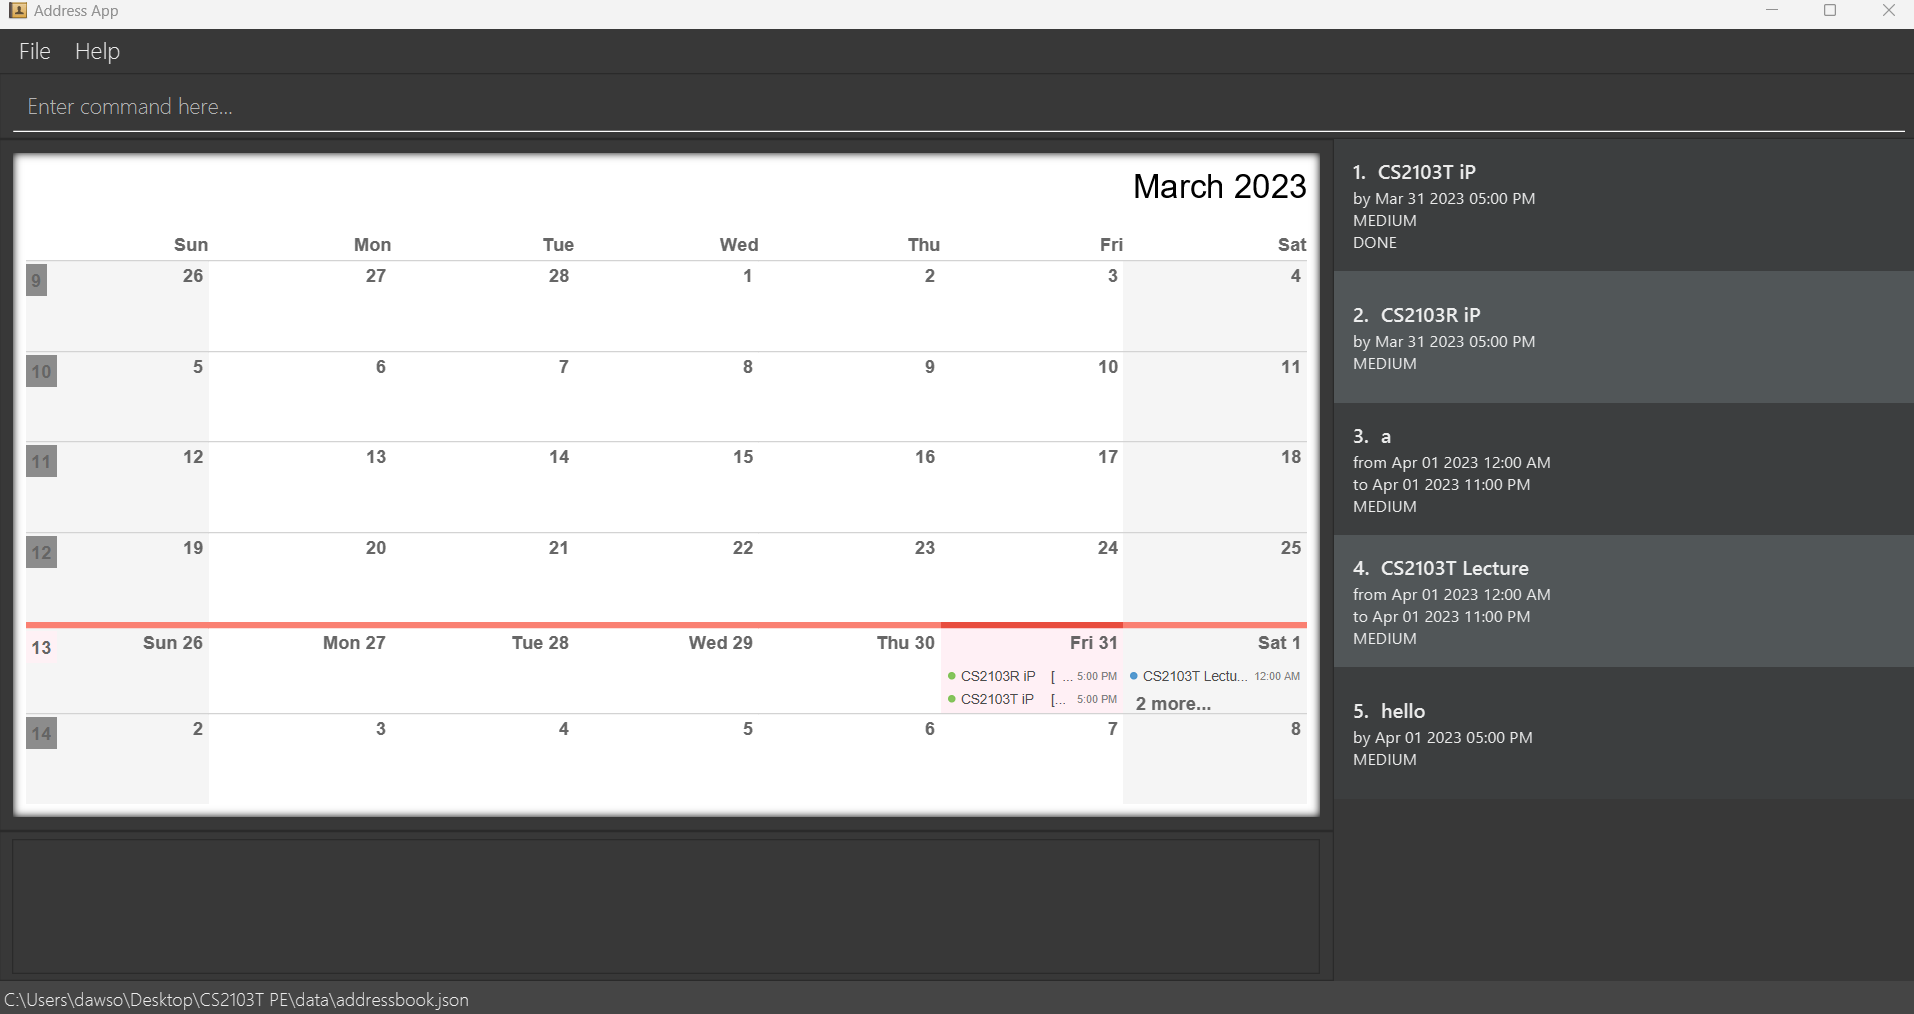 Address App
File Help
Enter command here...
March 2023
Sun Mon Tue Wed Thu Fri Sat
9 26 27 28 1 2 3 4
10 5 6 7 8 9 10 11
11 12 13 14 15 16 17 18
12 19 20 21 22 23 24 25
13 Sun 26 Mon 27 Tue 28 Wed 29 Thu 30 Fri 31 Sat 1
CS2103R iP [ ... 5:00 PM CS2103T Lectu... 12:00 AM
CS2103T iP [... 5:00 PM 2 more...
14 2 3 4 5 6 7 8
1. CS2103T iP
by Mar 31 2023 05:00 PM
MEDIUM
DONE
2. CS2103R iP
by Mar 31 2023 05:00 PM
MEDIUM
3. a
from Apr 01 2023 12:00 AM
to Apr 01 2023 11:00 PM
MEDIUM
4. CS2103T Lecture
from Apr 01 2023 12:00 AM
to Apr 01 2023 11:00 PM
MEDIUM
5. hello
by Apr 01 2023 05:00 PM
MEDIUM
C:\Users\dawso\Desktop\CS2103T PE\data\addressbook.json